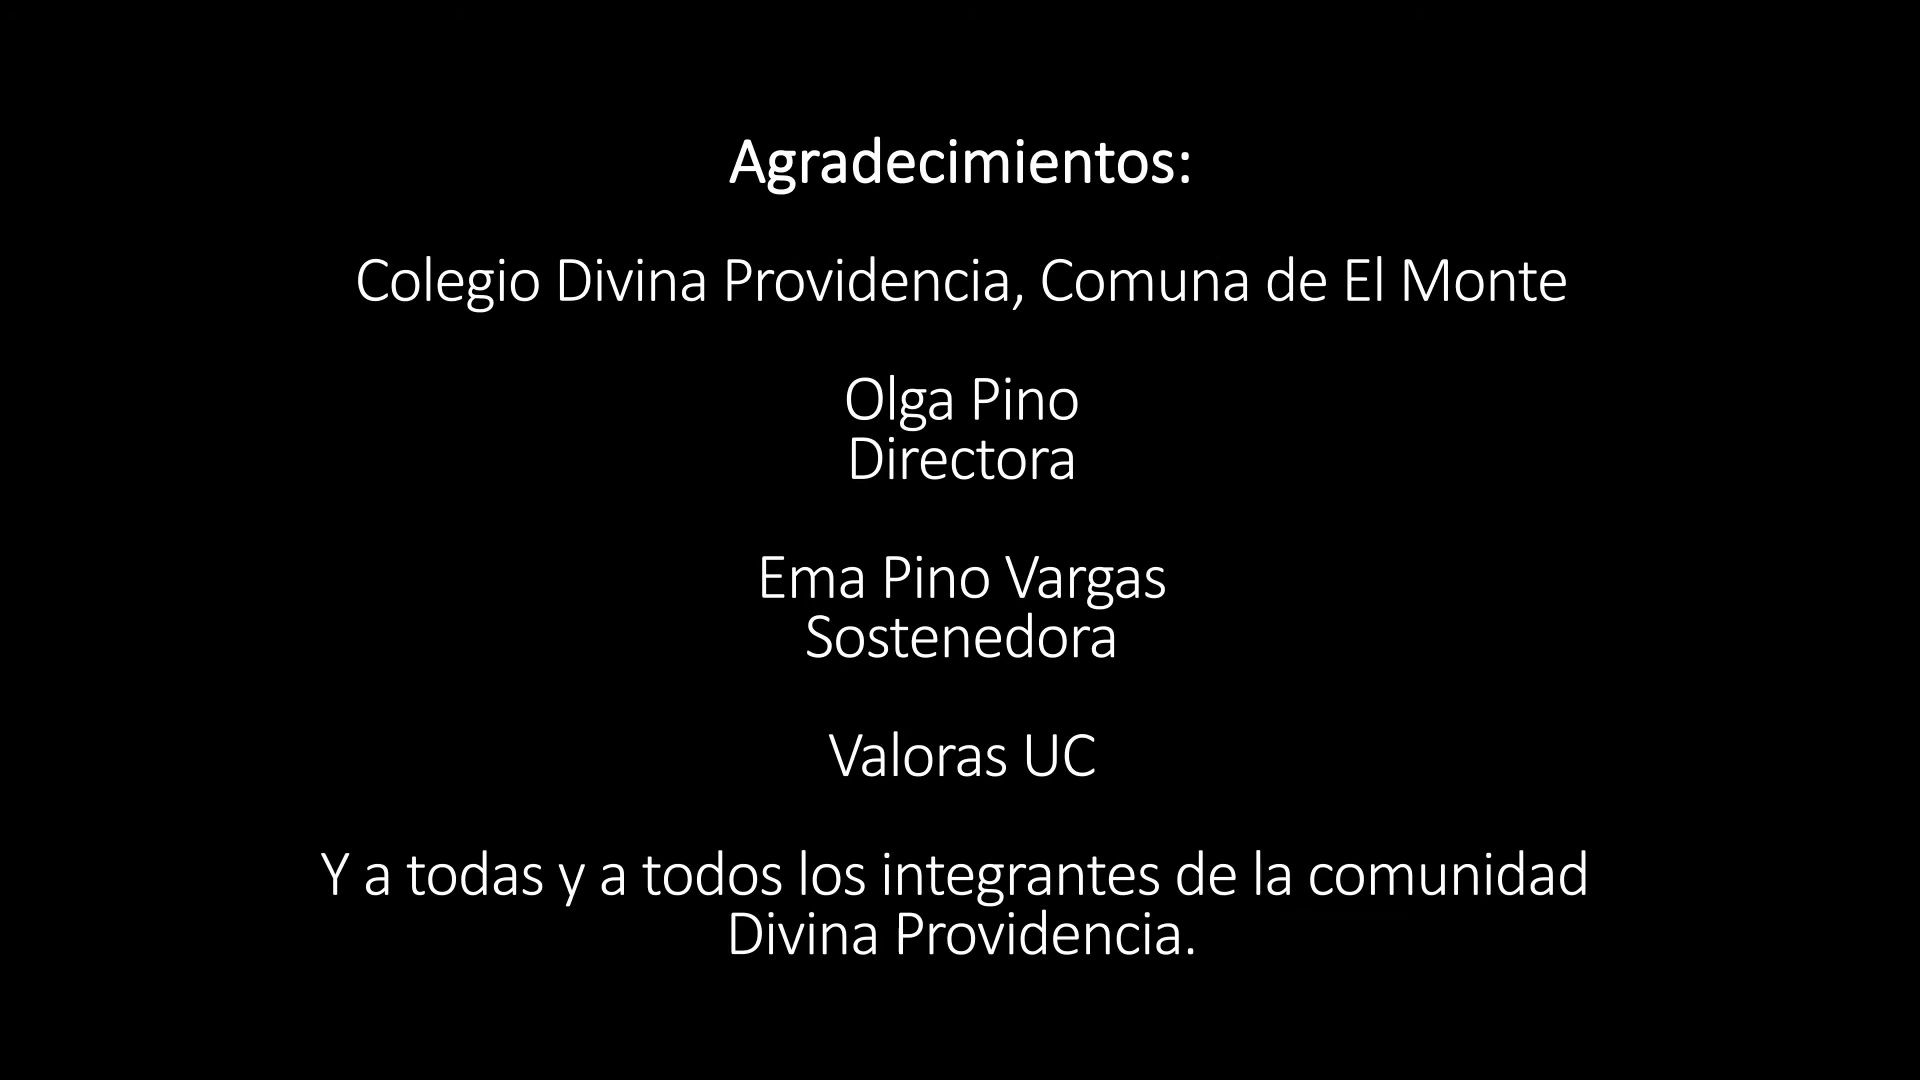 Agradecimientos:
Colegio Divina Providencia, Comuna de El Monte
Olga Pino
Directora
Ema Pino Vargas
Sostenedora
Valoras UC
Y a todas y a todos los integrantes de la comunidad
Divina Providencia.